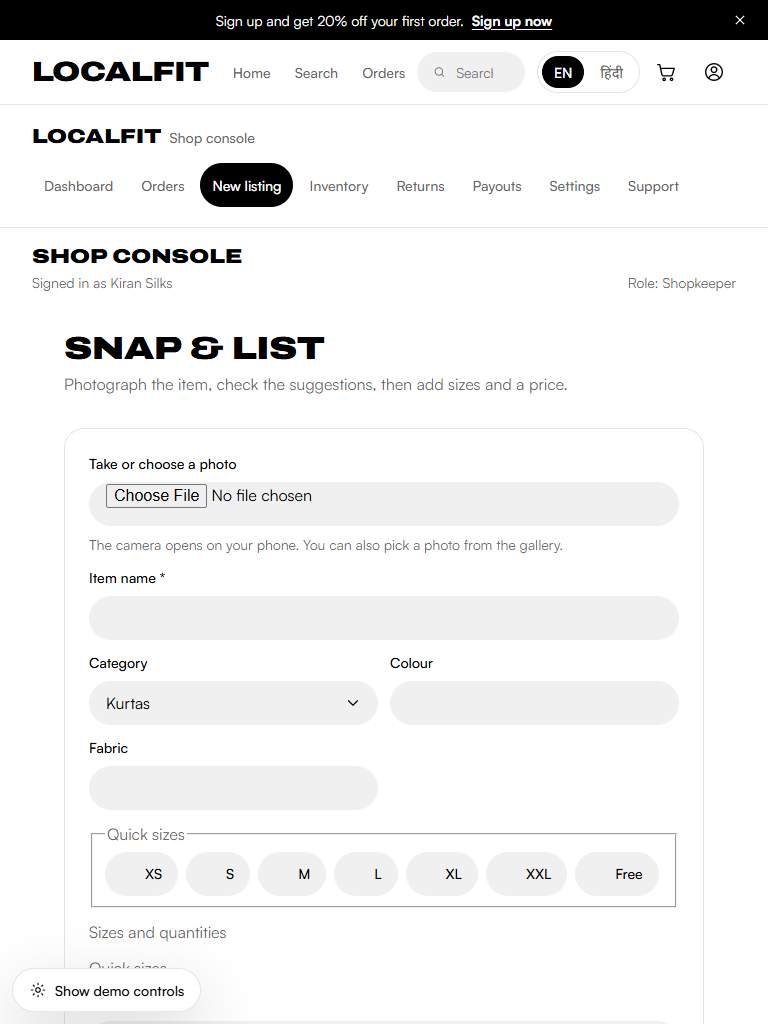 Sign up and get 20% off your first order. Sign up now
LOCALFIT Home Search Orders Search EN हिंदी
LOCALFIT Shop console
Dashboard Orders New listing Inventory Returns Payouts Settings Support
SHOP CONSOLE
Signed in as Kiran Silks Role: Shopkeeper
SNAP & LIST
Photograph the item, check the suggestions, then add sizes and a price.
Take or choose a photo
Choose File No file chosen
The camera opens on your phone. You can also pick a photo from the gallery.
Item name *
Category Colour
Kurtas
Fabric
Quick sizes
XS S M L XL XXL Free
Sizes and quantities
Quick sizes
Show demo controls